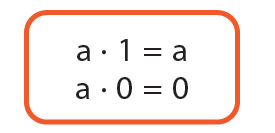 a · 1 = a
a · 0 = 0